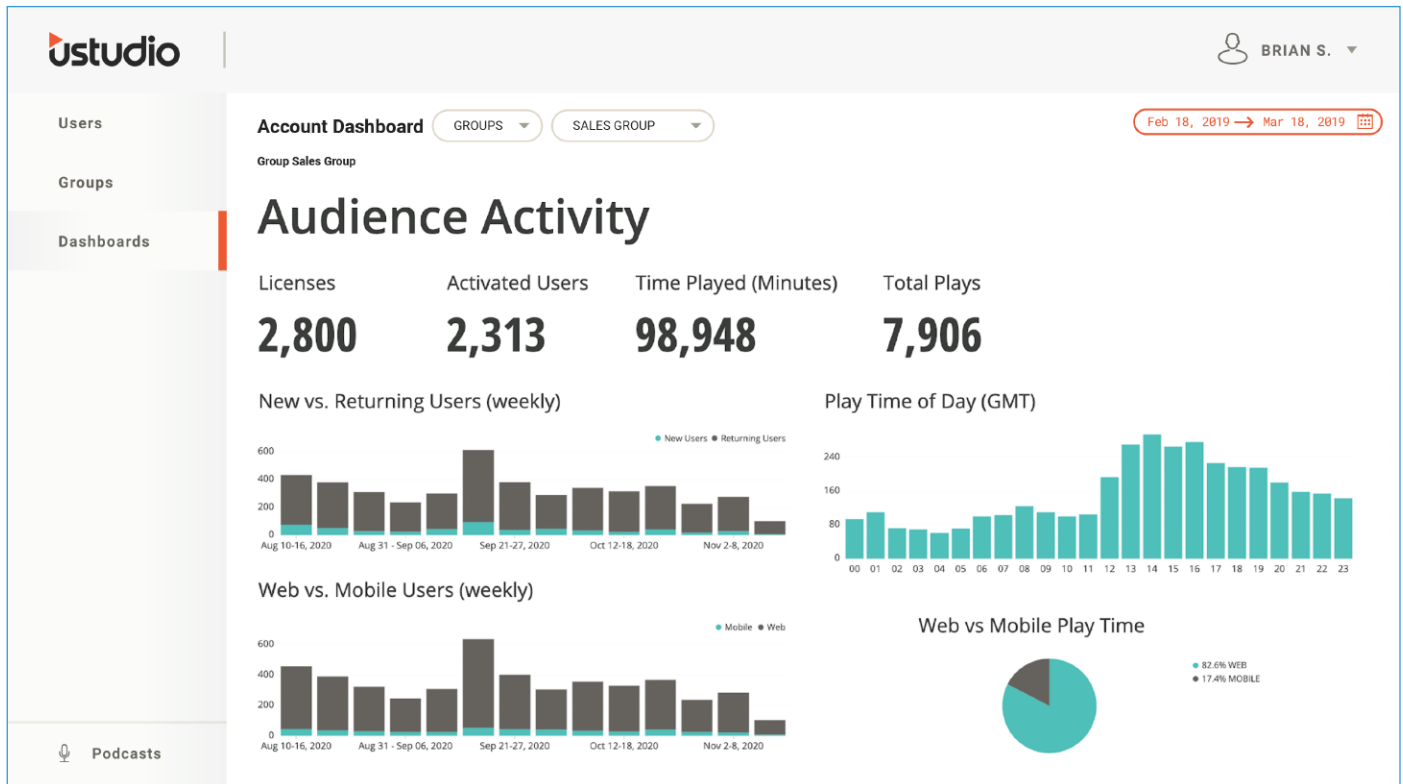 ustudio
BRIAN S.
Users
Groups
Dashboards
Podcasts
Account Dashboard GROUPS SALES GROUP
Feb 18, 2019 → Mar 18, 2019
Group Sales Group
Audience Activity
Licenses Activated Users Time Played (Minutes) Total Plays
2,800 2,313 98,948 7,906
New vs. Returning Users (weekly)
New Users Returning Users
600
400
200
0
Aug 10-16, 2020 Aug 31 - Sep 06, 2020 Sep 21-27, 2020 Oct 12-18, 2020 Nov 2-8, 2020
Play Time of Day (GMT)
240
160
80
0
00 01 02 03 04 05 06 07 08 09 10 11 12 13 14 15 16 17 18 19 20 21 22 23
Web vs. Mobile Users (weekly)
Mobile Web
600
400
200
0
Aug 10-16, 2020 Aug 31 - Sep 06, 2020 Sep 21-27, 2020 Oct 12-18, 2020 Nov 2-8, 2020
Web vs Mobile Play Time
82.6% WEB
17.4% MOBILE